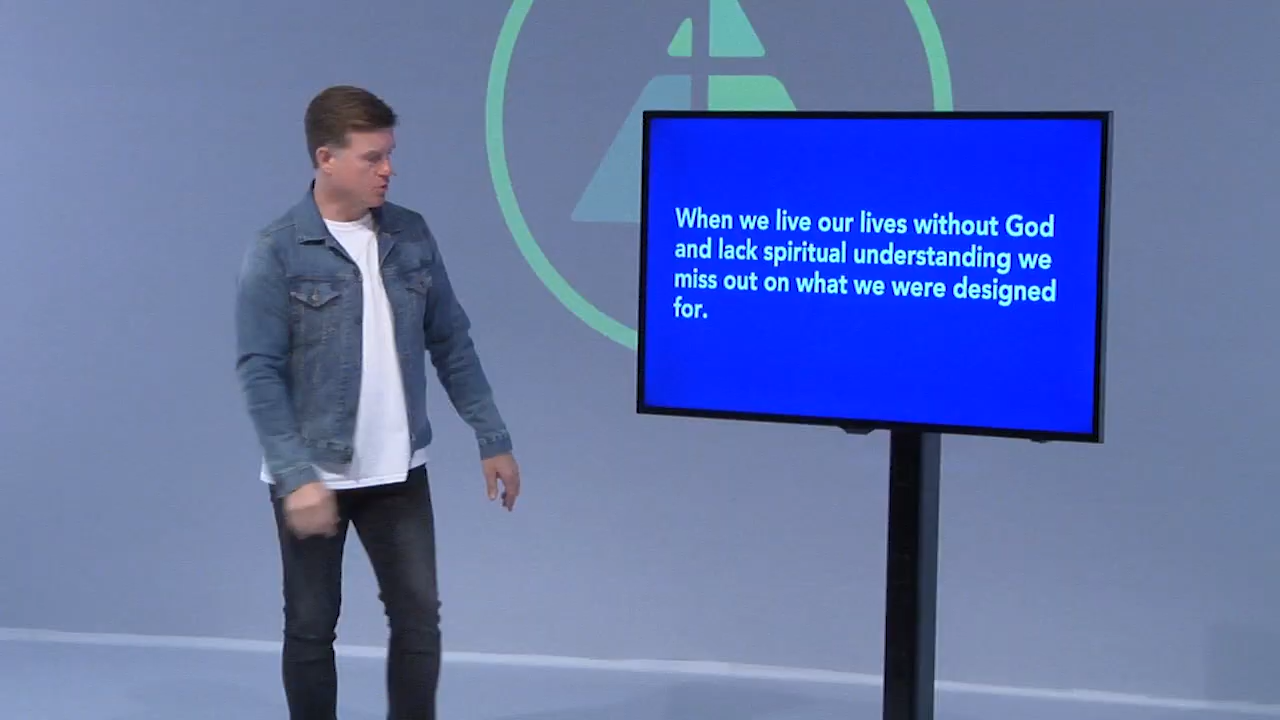 When we live our lives without God
and lack spiritual understanding we
miss out on what we were designed
for.